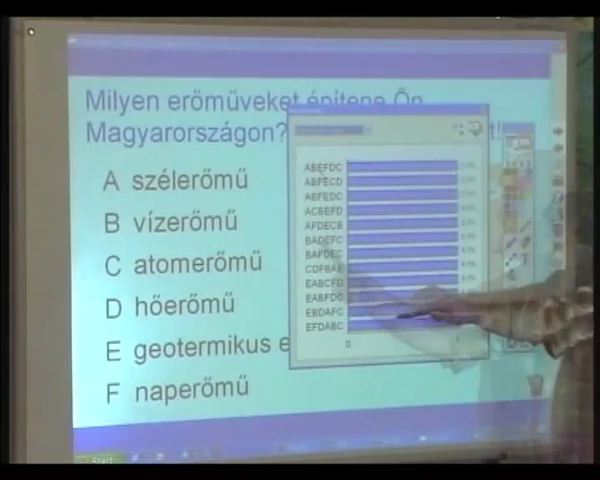 Milyen erőműveket építene Ön
Magyarországon?
A szélerőmű
B vízerőmű
C atomerőmű
D hőerőmű
E geotermikus e
F naperőmű
ABEFDC
ABFECD
ABFEDC
ACBEFD
AFDECB
BADEFC
BAFDEC
CDFBAE
EABCFD
EABFDC
EBDAFC
EFDABC
Start